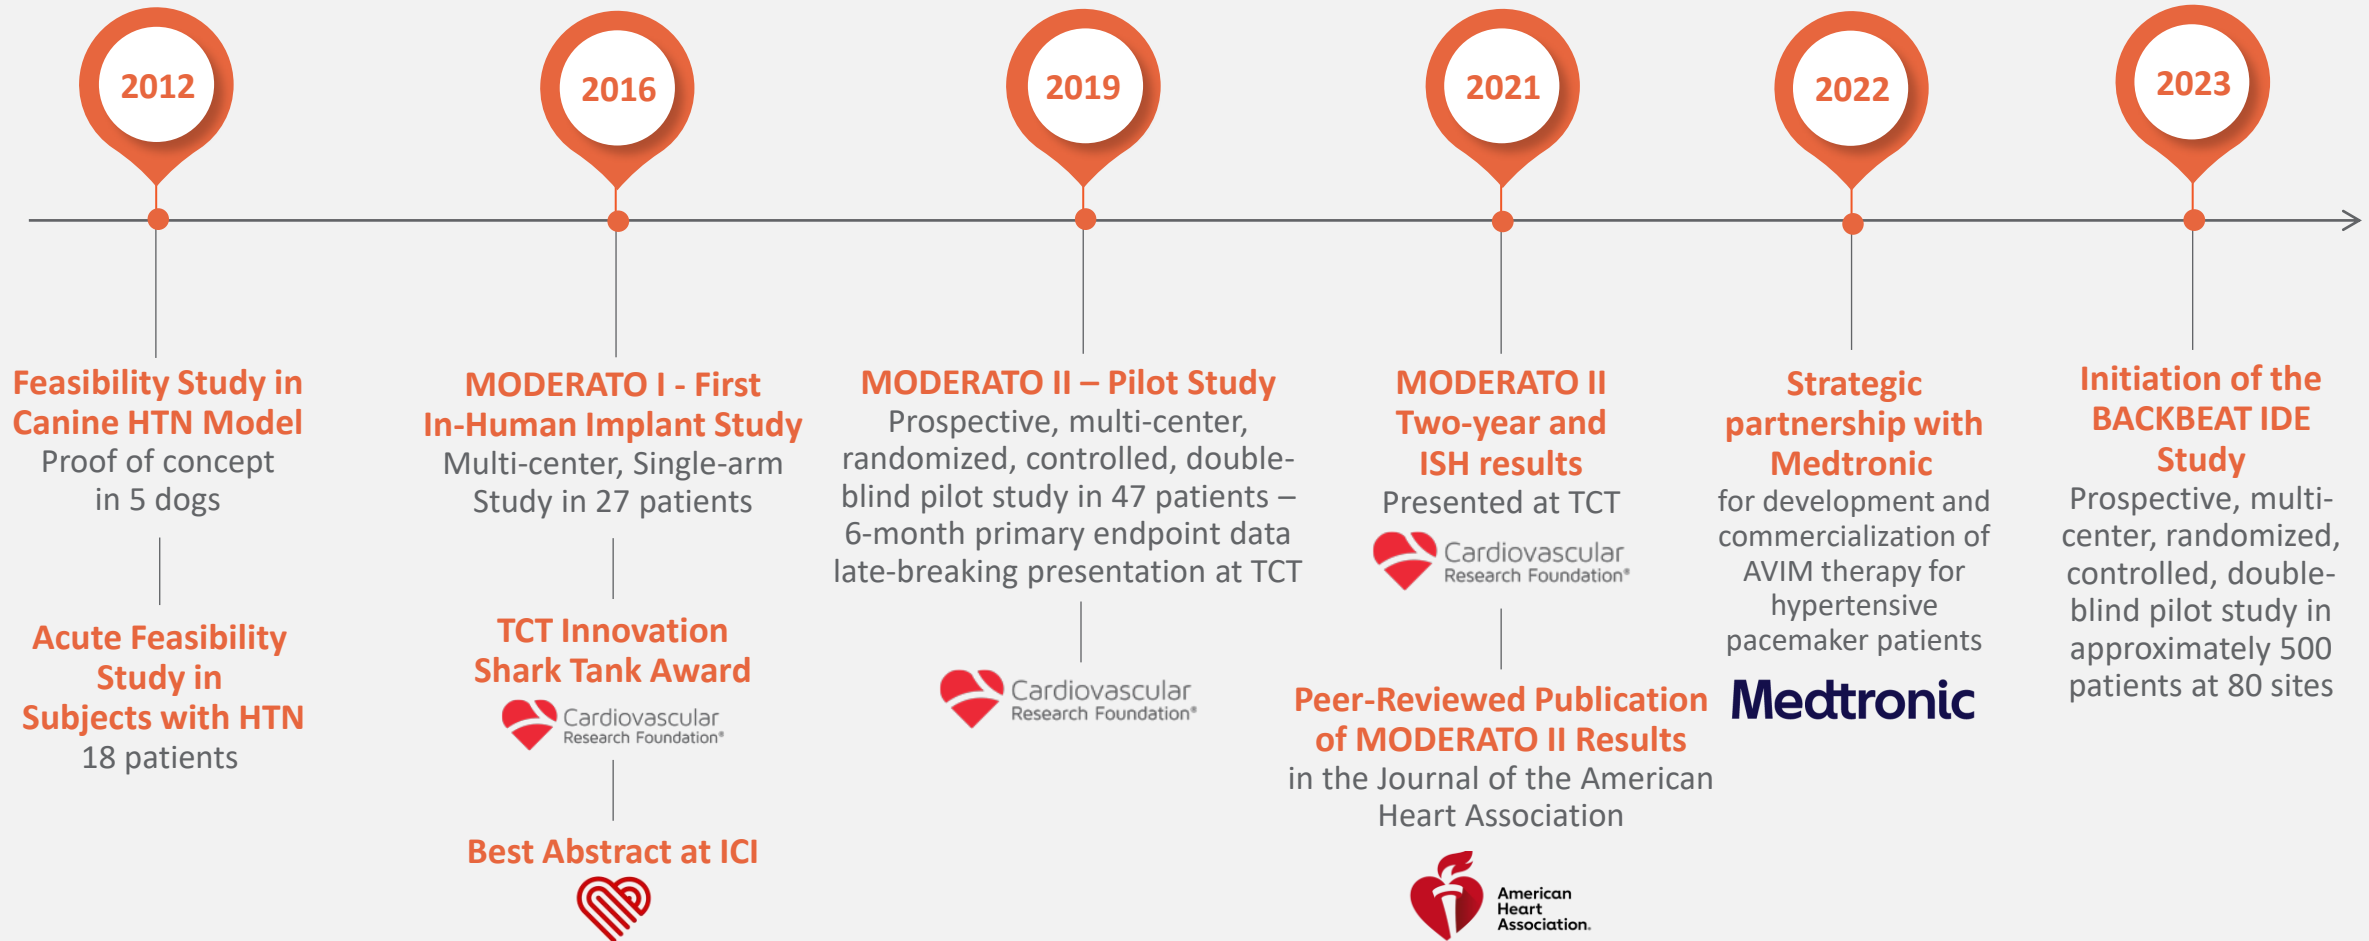 2012
Feasibility Study in
Canine HTN Model
Proof of concept
in 5 dogs
Acute Feasibility
Study in
Subjects with HTN
18 patients
2016
MODERATO I - First
In-Human Implant Study
Multi-center, Single-arm
Study in 27 patients
TCT Innovation
Shark Tank Award
Cardiovascular
Research Foundation®
Best Abstract at ICI
2019
MODERATO II – Pilot Study
Prospective, multi-center,
randomized, controlled, double-
blind pilot study in 47 patients –
6-month primary endpoint data
late-breaking presentation at TCT
Cardiovascular
Research Foundation®
2021
MODERATO II
Two-year and
ISH results
Presented at TCT
Cardiovascular
Research Foundation®
Peer-Reviewed Publication
of MODERATO II Results
in the Journal of the American
Heart Association
American
Heart
Association.
2022
Strategic
partnership with
Medtronic
for development and
commercialization of
AVIM therapy for
hypertensive
pacemaker patients
Medtronic
2023
Initiation of the
BACKBEAT IDE
Study
Prospective, multi-
center, randomized,
controlled, double-
blind pilot study in
approximately 500
patients at 80 sites